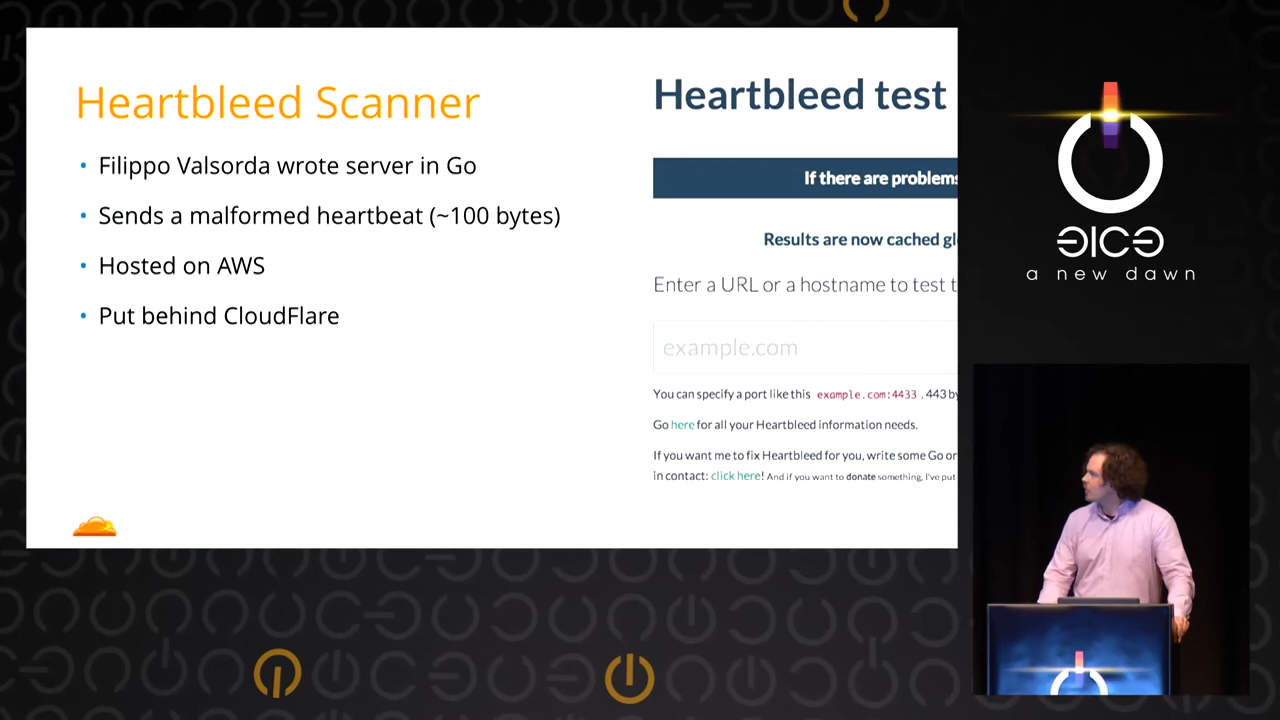 Heartbleed Scanner
• Filippo Valsorda wrote server in Go
• Sends a malformed heartbeat (~100 bytes)
• Hosted on AWS
• Put behind CloudFlare
Heartbleed test
If there are problems
Results are now cached gl
Enter a URL or a hostname to test t
example.com
You can specify a port like this example.com:4433 . 443 by
Go here for all your Heartbleed information needs.
If you want me to fix Heartbleed for you, write some Go or
in contact: click here! And if you want to donate something, I've put
a new dawn